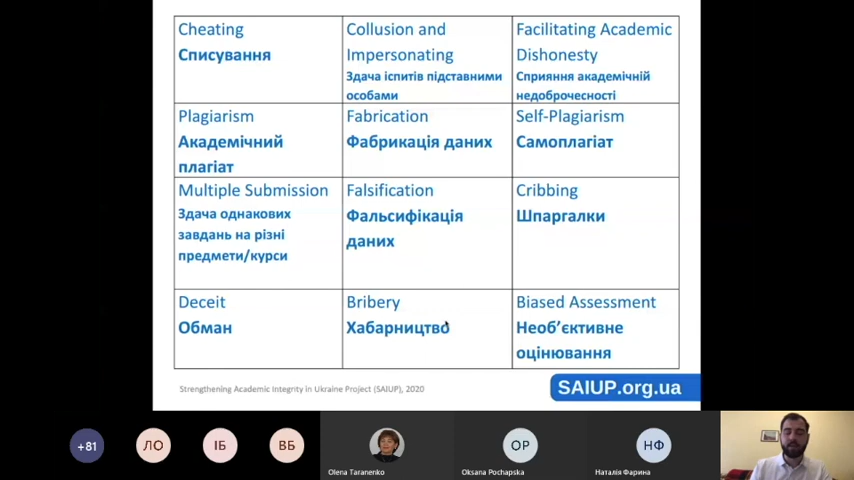 Cheating
Списування
Collusion and
Impersonating
Здача іспитів підставними
особами
Facilitating Academic
Dishonesty
Сприяння академічній
недоброчесності
Plagiarism
Академічний
плагіат
Fabrication
Фабрикація даних
Self-Plagiarism
Самоплагіат
Multiple Submission
Здача однакових
завдань на різні
предмети/курси
Falsification
Фальсифікація
даних
Cribbing
Шпаргалки
Deceit
Обман
Bribery
Хабарництво
Biased Assessment
Необ’єктивне
оцінювання
Strengthening Academic Integrity in Ukraine Project (SAIUP), 2020
SAIUP.org.ua
+81
ЛО
ІБ
ВБ
ОР
НФ
Olena Taranenko
Oksana Pochapska
Наталія Фарина